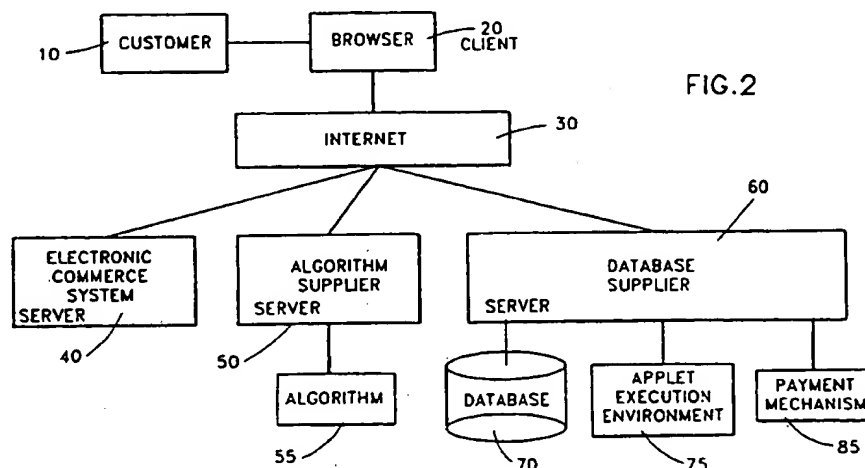 10
CUSTOMER
BROWSER
20
CLIENT
FIG.2
INTERNET
30
60
ELECTRONIC
COMMERCE
SYSTEM
SERVER
40
ALGORITHM
SUPPLIER
SERVER
50
DATABASE
SUPPLIER
SERVER
ALGORITHM
55
DATABASE
70
APPLET
EXECUTION
ENVIRONMENT
75
PAYMENT
MECHANISM
85